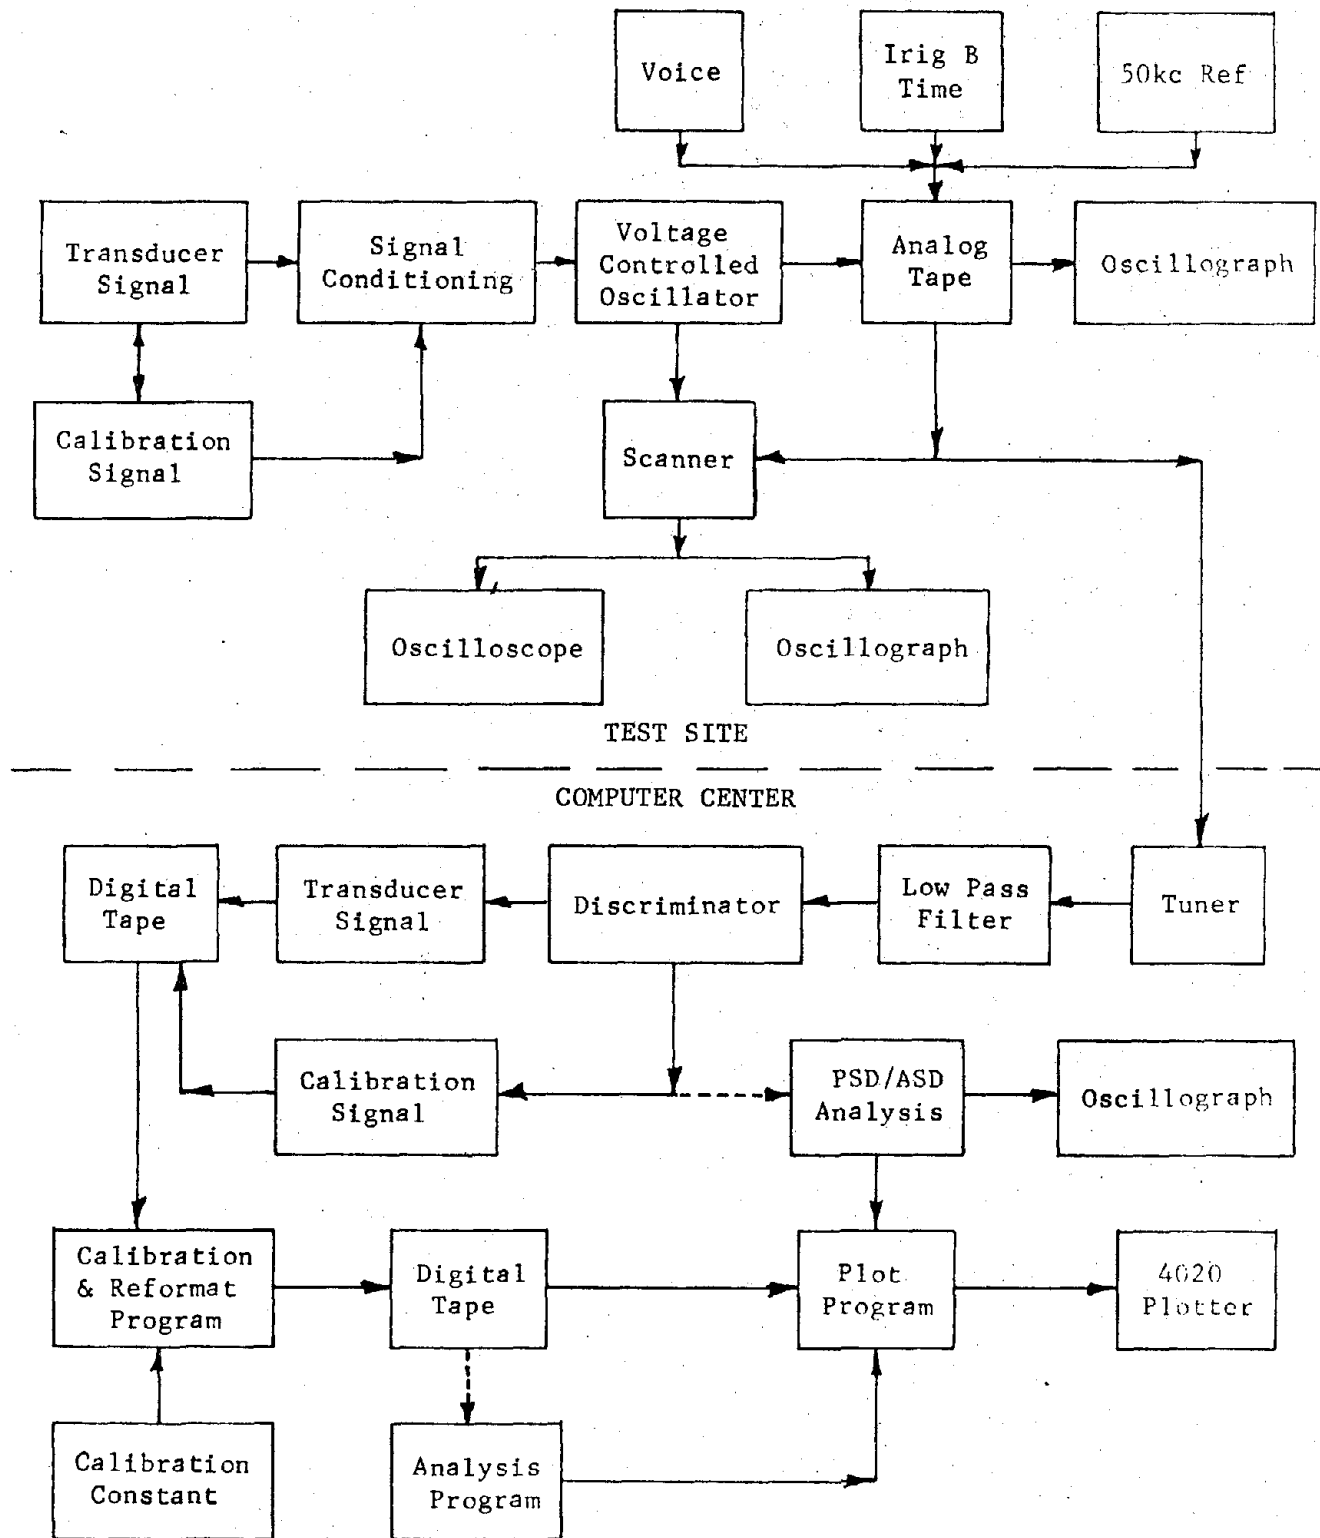 Voice
Irig B
Time
50kc Ref
Transducer
Signal
Signal
Conditioning
Voltage
Controlled
Oscillator
Analog
Tape
Oscillograph
Calibration
Signal
Scanner
Oscilloscope
Oscillograph
TEST SITE
COMPUTER CENTER
Digital
Tape
Transducer
Signal
Discriminator
Low Pass
Filter
Tuner
Calibration
Signal
PSD/ASD
Analysis
Oscillograph
Calibration
& Reformat
Program
Digital
Tape
Plot
Program
4020
Plotter
Calibration
Constant
Analysis
Program